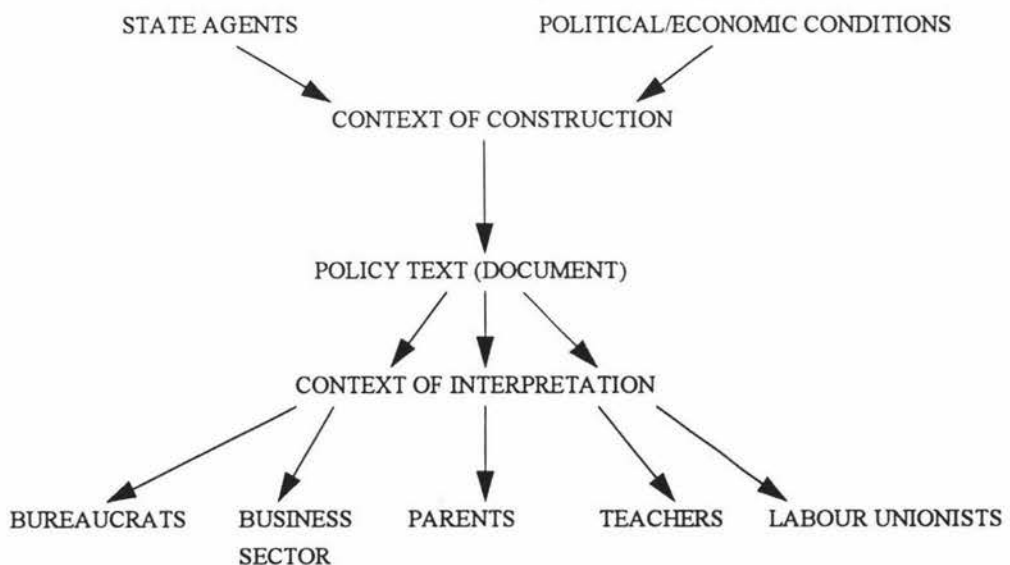 STATE AGENTS
POLITICAL/ECONOMIC CONDITIONS
CONTEXT OF CONSTRUCTION
POLICY TEXT (DOCUMENT)
CONTEXT OF INTERPRETATION
BUREAUCRATS
BUSINESS
SECTOR
PARENTS
TEACHERS
LABOUR UNIONISTS